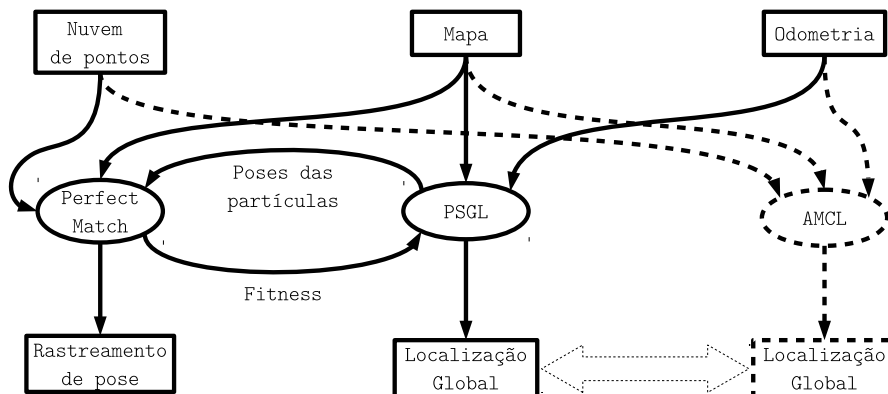 Nuvem
de pontos
Mapa
Odometria
Poses das
partículas
Perfect
Match
PSGL
AMCL
Fitness
Rastreamento
de pose
Localização
Global
Localização
Global